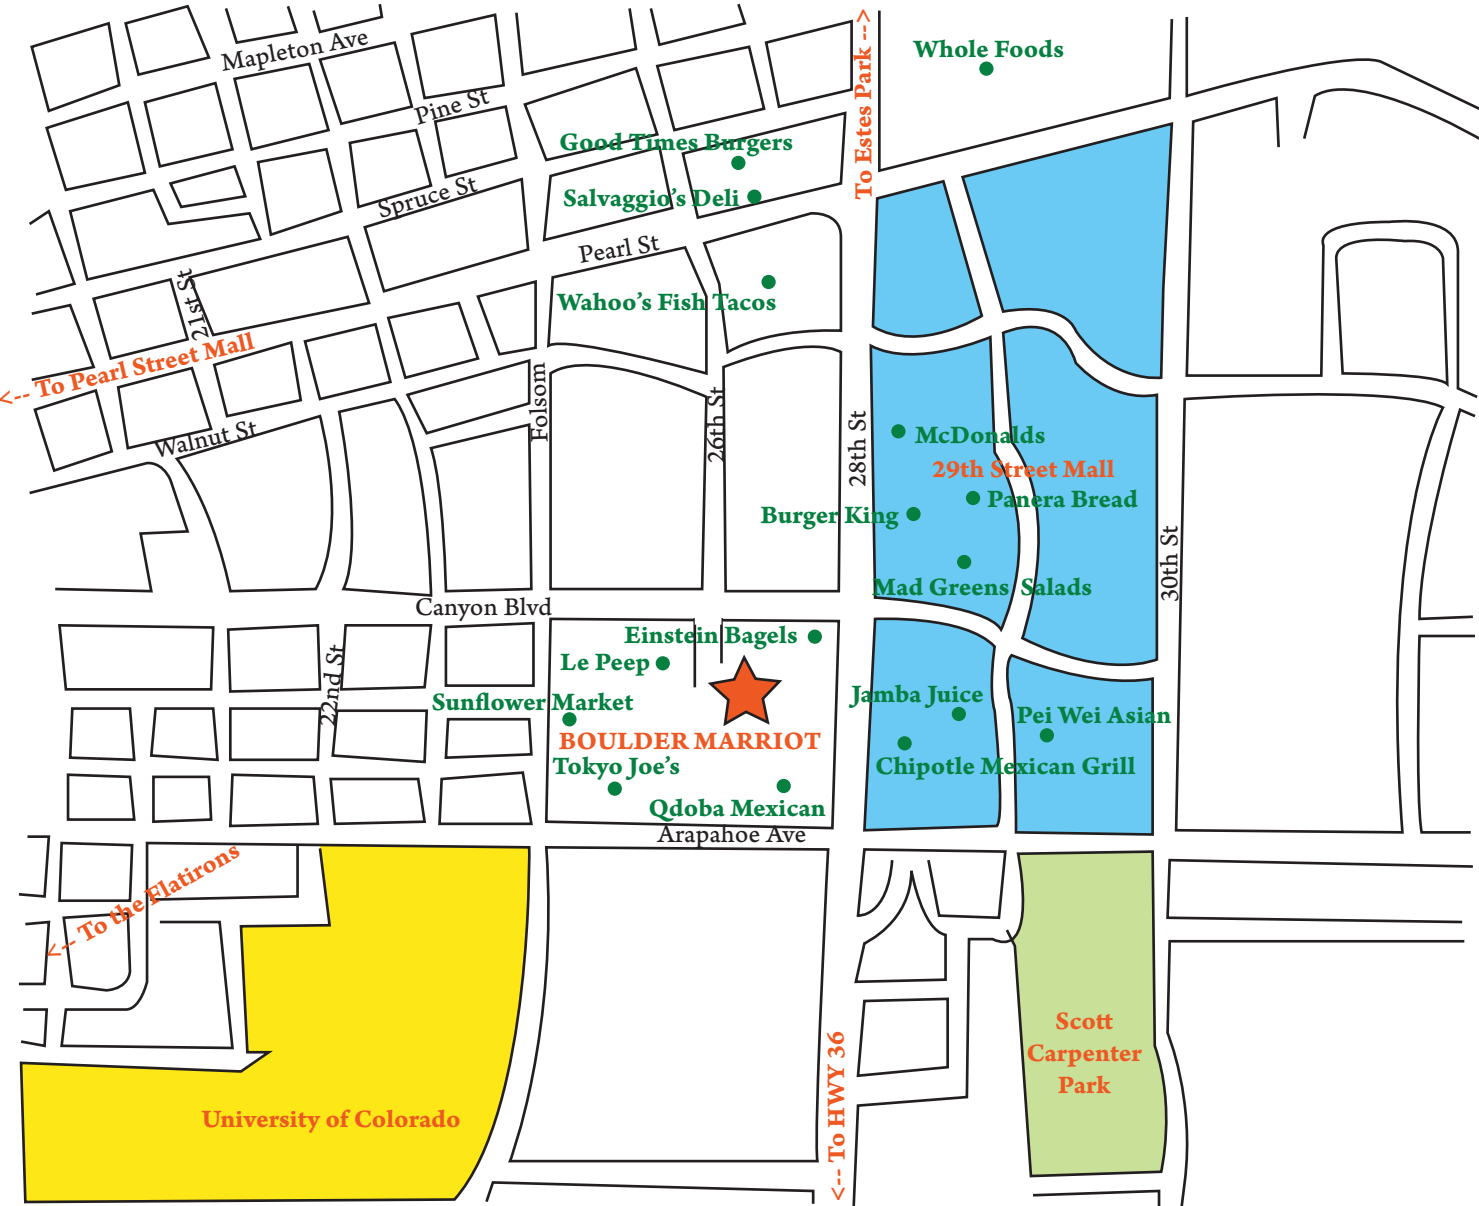 Mapleton Ave
Pine St
Spruce St
Whole Foods
To Estes Park -->
Good Times Burgers
Salvaggio's Deli
Pearl St
21st St
Wahoo's Fish Tacos
<-- To Pearl Street Mall
Walnut St
Folsom
26th St
28th St
McDonalds
29th Street Mall
Panera Bread
Burger King
30th St
Mad Greens Salads
Canyon Blvd
Einstein Bagels
Le Peep
22nd St
Sunflower Market
Jamba Juice
Pei Wei Asian
BOULDER MARRIOT
Tokyo Joe's
Chipotle Mexican Grill
Qdoba Mexican
Arapahoe Ave
<-- To the Flatirons
Scott
Carpenter
Park
<-- To HWY 36
University of Colorado